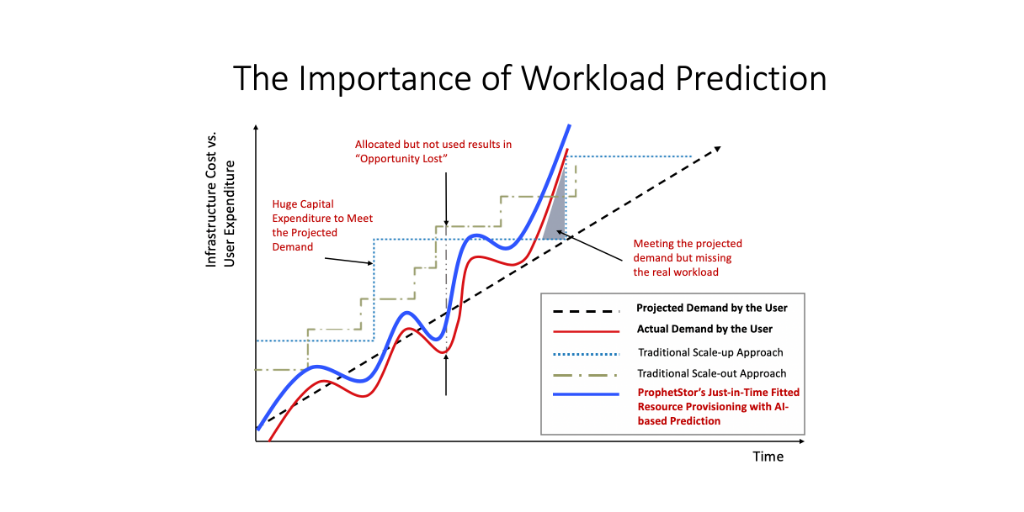 The Importance of Workload Prediction
Infrastructure Cost vs.
User Expenditure
Allocated but not used results in
“Opportunity Lost”
Huge Capital
Expenditure to Meet
the Projected
Demand
Meeting the projected
demand but missing
the real workload
Projected Demand by the User
Actual Demand by the User
Traditional Scale-up Approach
Traditional Scale-out Approach
ProphetStor’s Just-in-Time Fitted
Resource Provisioning with AI-
based Prediction
Time